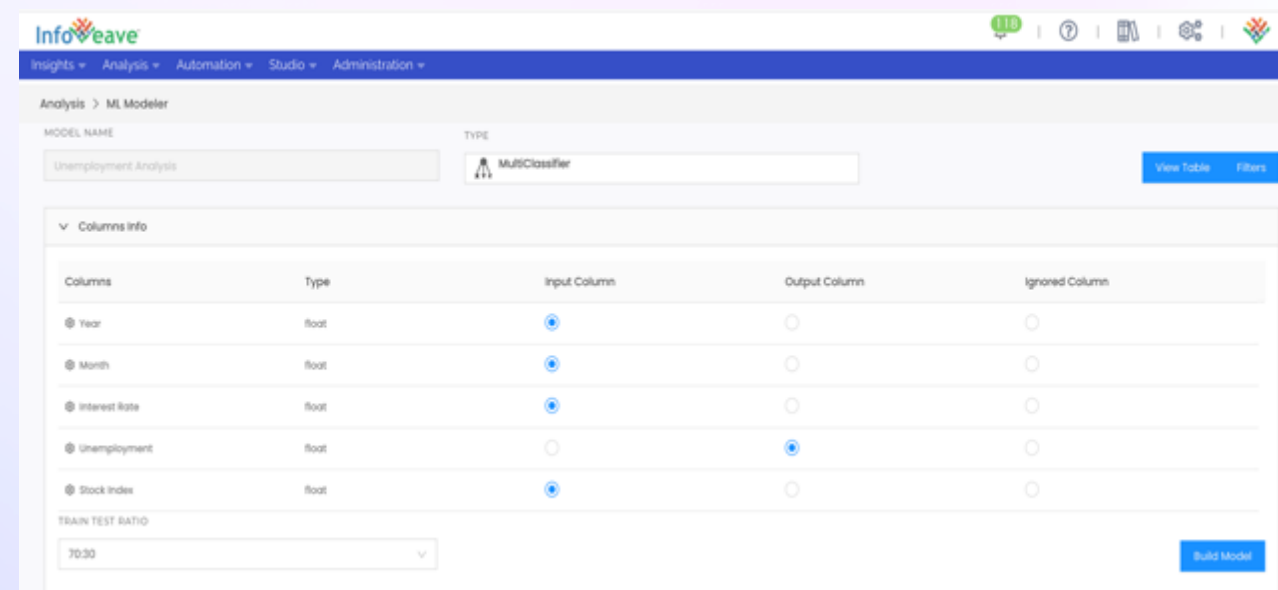 InfoWeave
118
Insights Analysis Automation Studio Administration
Analysis > ML Modeler
MODEL NAME TYPE
Unemployment Analysis MultiClassifier View Table Filters
Columns Info
Columns Type Input Column Output Column Ignored Column
Year float
Month float
Interest Rate float
Unemployment float
Stock Index float
TRAIN TEST RATIO
70:30
Build Model